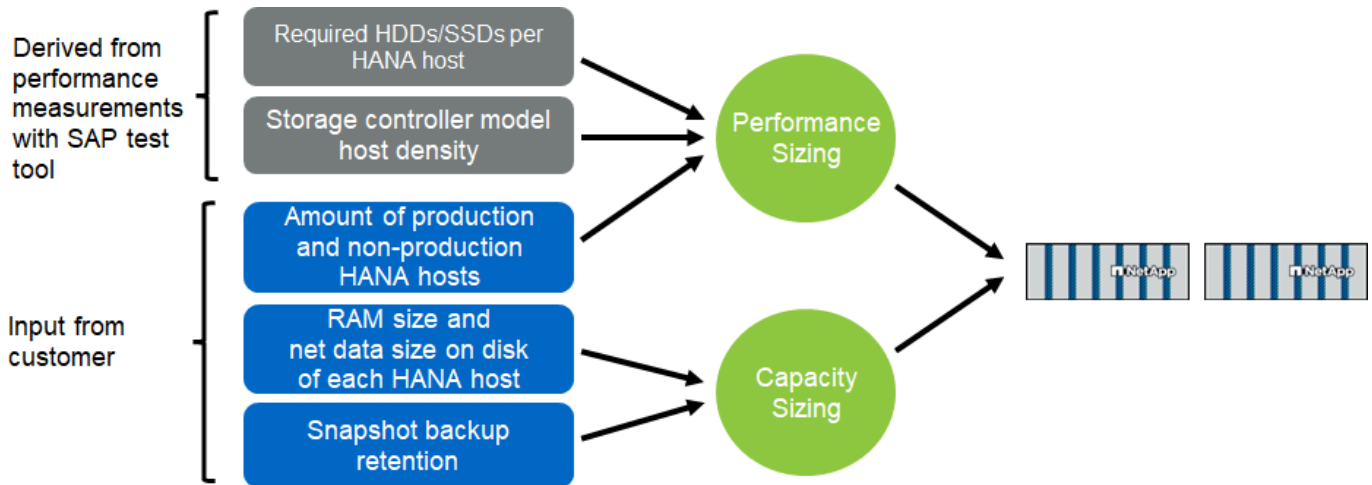 Derived from
performance
measurements
with SAP test
tool
Required HDDs/SSDs per
HANA host
Storage controller model
host density
Performance
Sizing
Amount of production
and non-production
HANA hosts
NetApp
NetApp
Input from
customer
RAM size and
net data size on disk
of each HANA host
Capacity
Sizing
Snapshot backup
retention